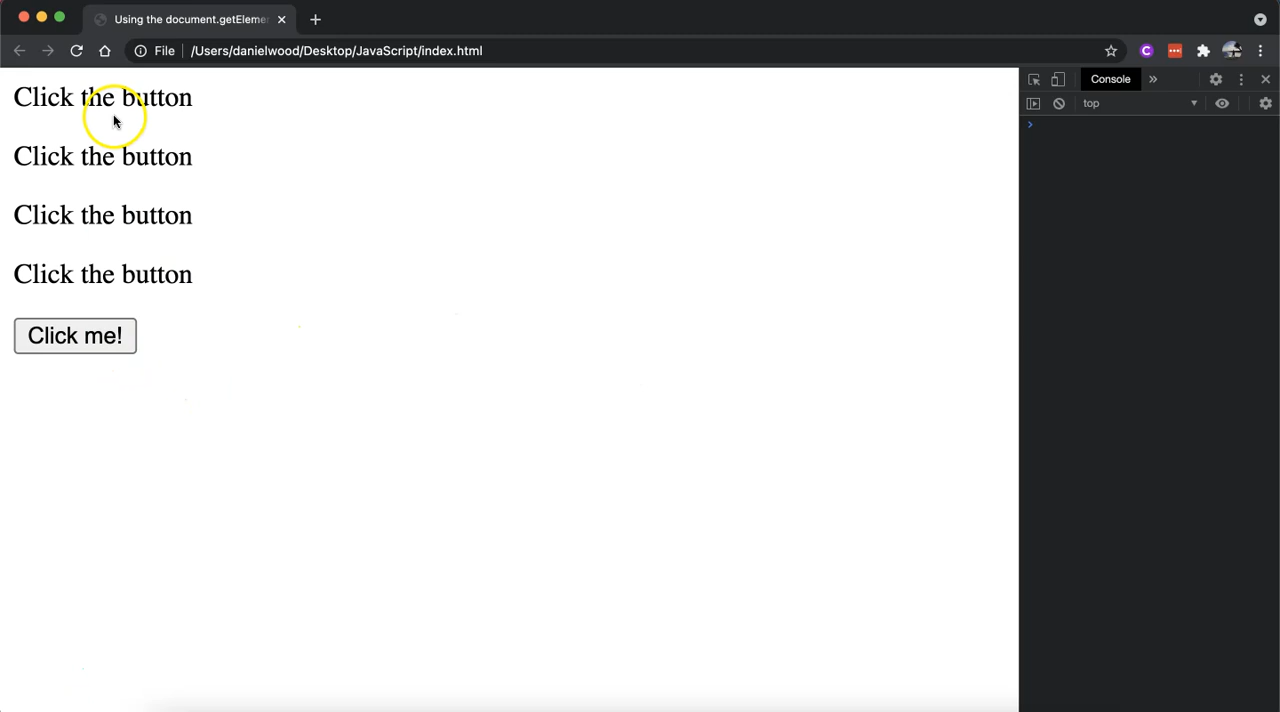 Using the document.getEleme
File
/Users/danielwood/Desktop/JavaScript/index.html
C
Console
top
Click the button
Click the button
Click the button
Click the button
Click me!